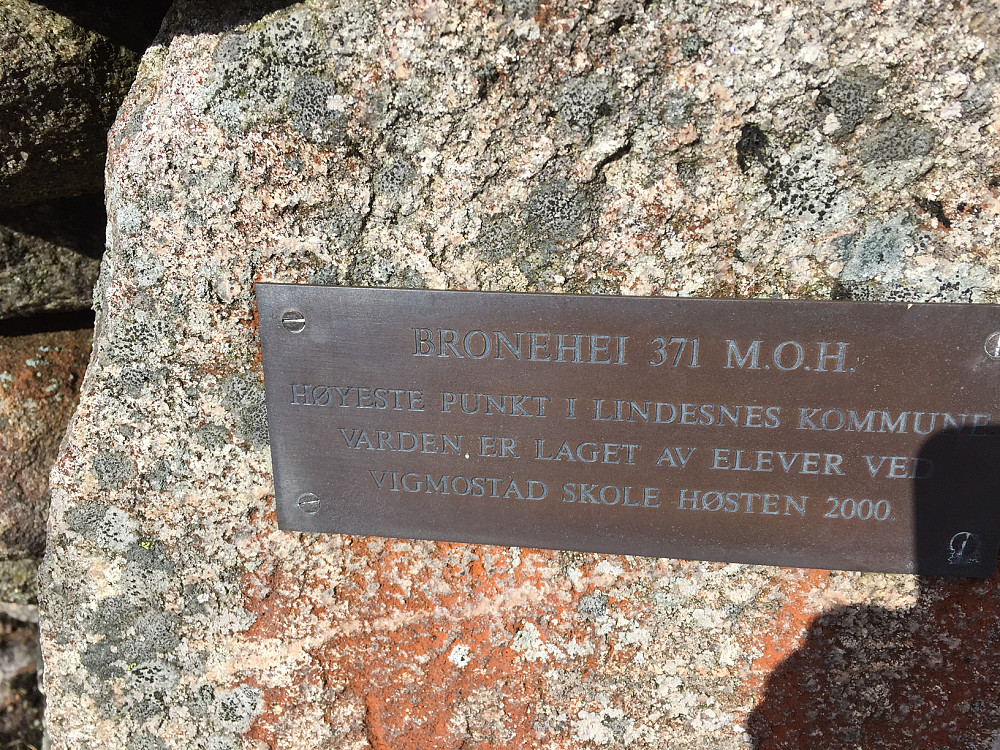 BRONEHEI 371 M.O.H.
HØYESTE PUNKT I LINDESNES KOMMUNE
VARDEN ER LAGET AV ELEVER VED
VIGMOSTAD SKOLE HØSTEN 2000.